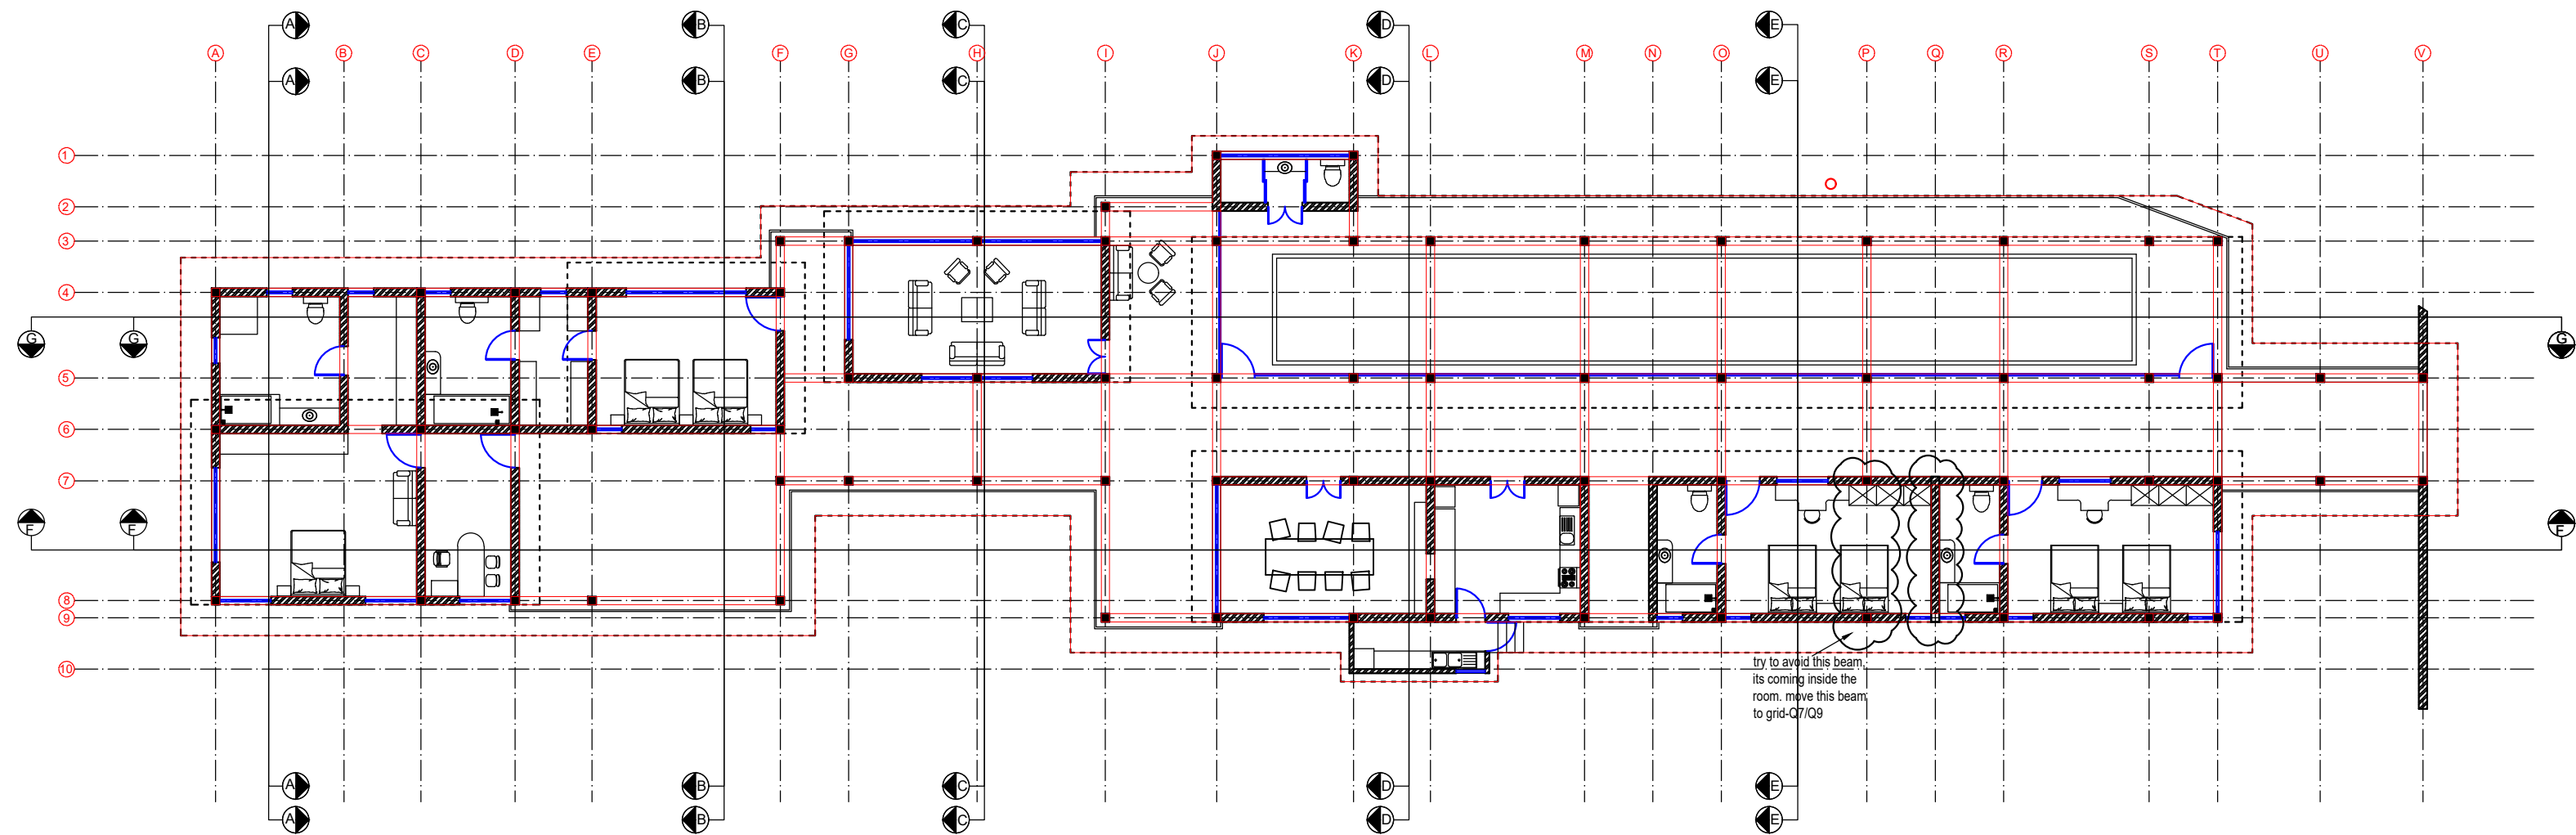 A B C D E
A B C D E F G H I J K L M N O P Q R S T U V
A B C D E
1
2
3
4
G G G
5
6
7
F F F
8
9
10
try to avoid this beam,
its coming inside the
room. move this beam
to grid-Q7/Q9
A B C D E
A B C D E